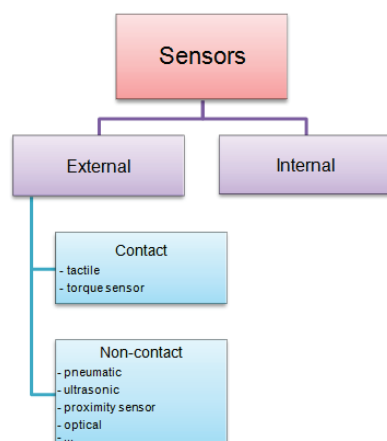 Sensors
External
Internal
Contact
- tactile
- torque sensor
Non-contact
- pneumatic
- ultrasonic
- proximity sensor
- optical
- ...